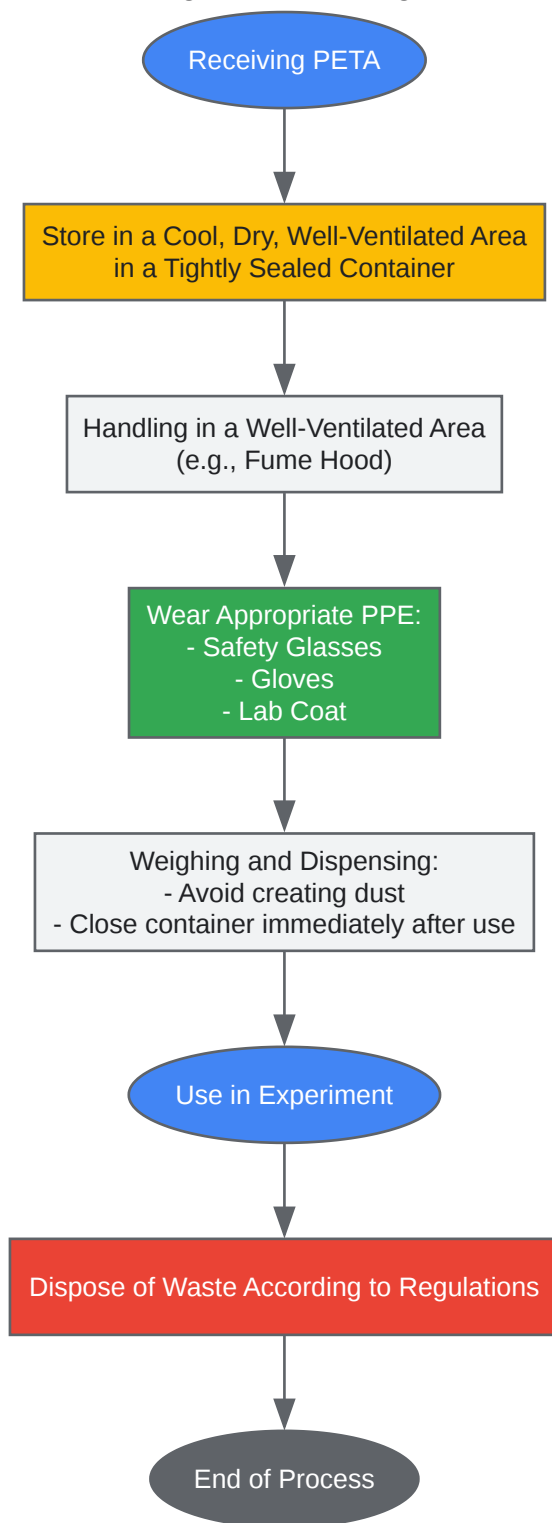 Receiving PETA
Store in a Cool, Dry, Well-Ventilated Area
in a Tightly Sealed Container
Handling in a Well-Ventilated Area
(e.g., Fume Hood)
Wear Appropriate PPE:
- Safety Glasses
- Gloves
- Lab Coat
Weighing and Dispensing:
- Avoid creating dust
- Close container immediately after use
Use in Experiment
Dispose of Waste According to Regulations
End of Process